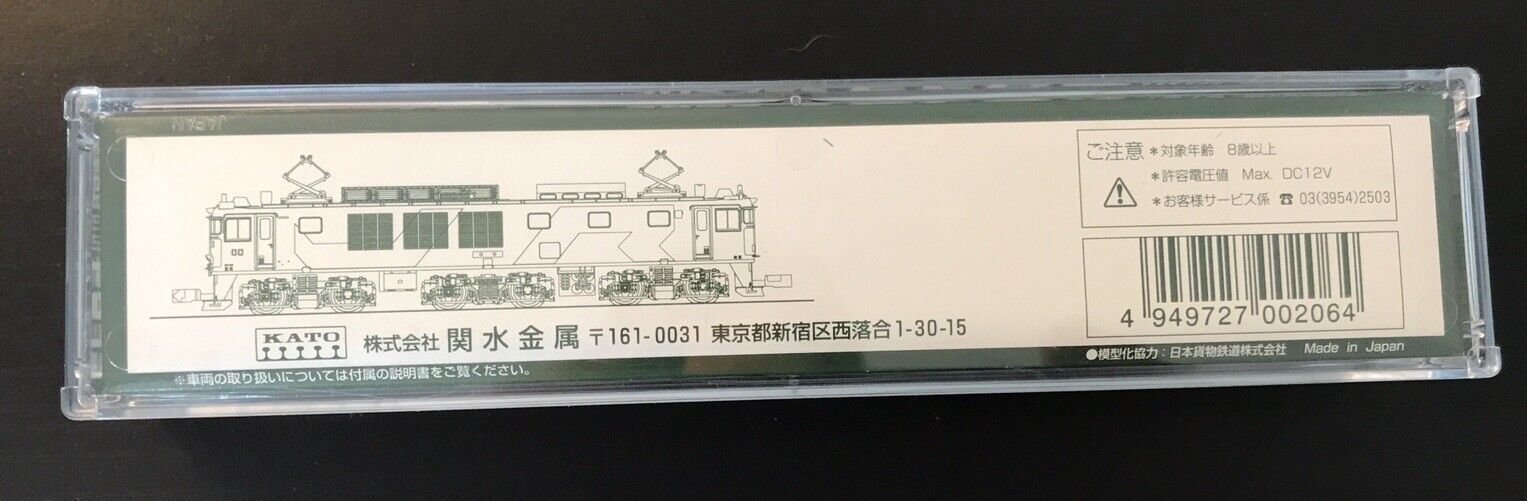 ご注意 *対象年齢 8歳以上
*許容電圧値 Max. DC12V
*お客様サービス係 ☎ 03(3954)2503
4 949727 002064
KATO 株式会社 関水金属 〒161-0031 東京都新宿区西落合1-30-15
●模型化協力:日本貨物鉄道株式会社 Made in Japan
※車両の取り扱いについては付属の説明書をご覧ください。